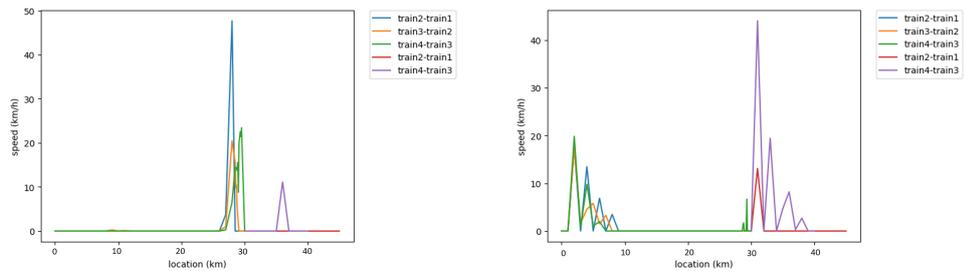 50
40
30
20
10
0
speed (km/h)
0 10 20 30 40
location (km)
train2-train1
train3-train2
train4-train3
train2-train1
train4-train3
40
30
20
10
0
speed (km/h)
0 10 20 30 40
location (km)
train2-train1
train3-train2
train4-train3
train2-train1
train4-train3